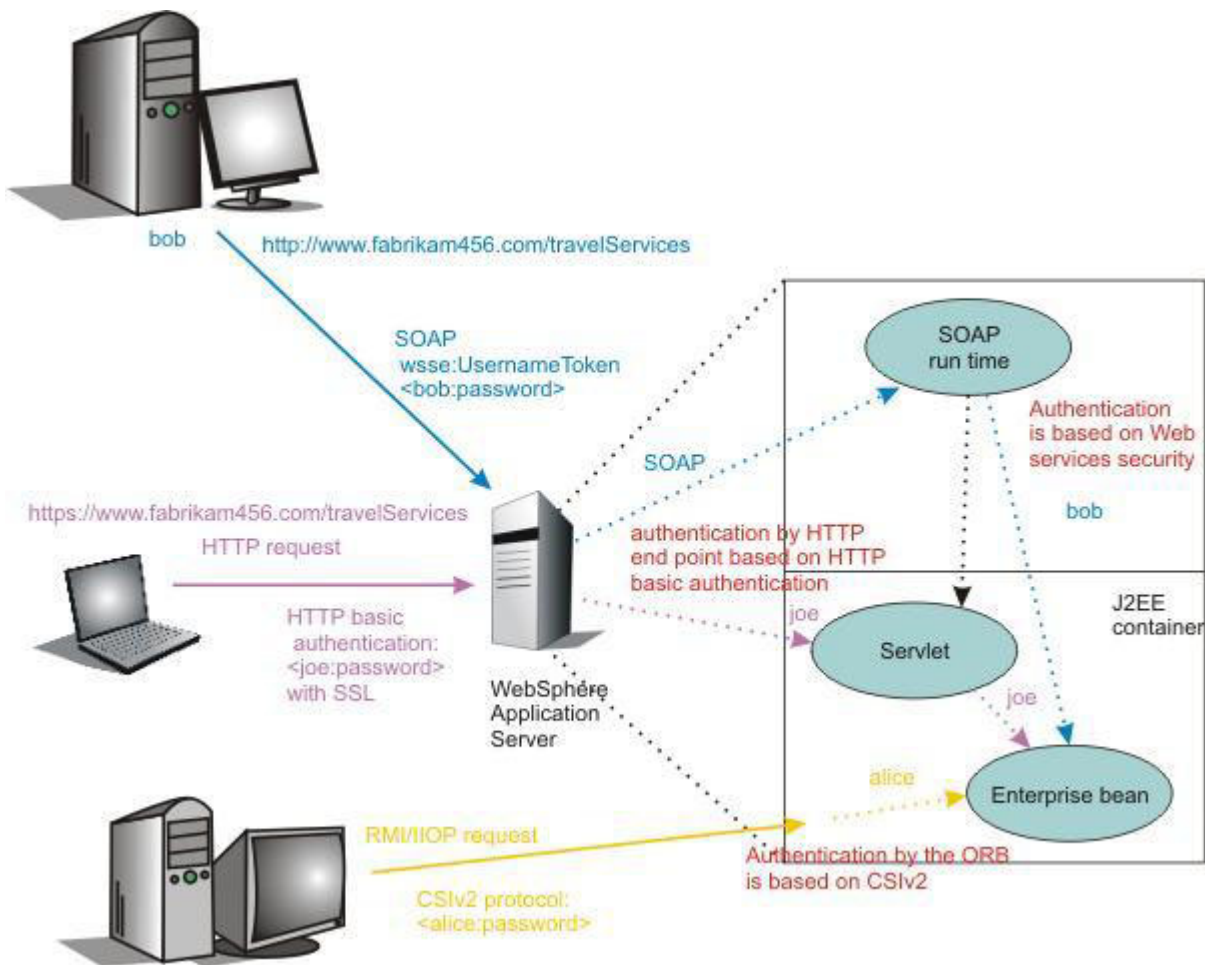 bob
http://www.fabrikam456.com/travelServices
SOAP
wsse:UsernameToken
<bob:password>
SOAP
run time
Authentication
is based on Web
services security
SOAP
bob
https://www.fabrikam456.com/travelServices
HTTP request
authentication by HTTP
end point based on HTTP
basic authentication
HTTP basic
authentication:
<joe:password>
with SSL
joe
J2EE
container
Servlet
WebSphere
Application
Server
joe
alice
Enterprise bean
RMI/IIOP request
Authentication by the ORB
is based on CSIv2
CSIv2 protocol:
<alice:password>